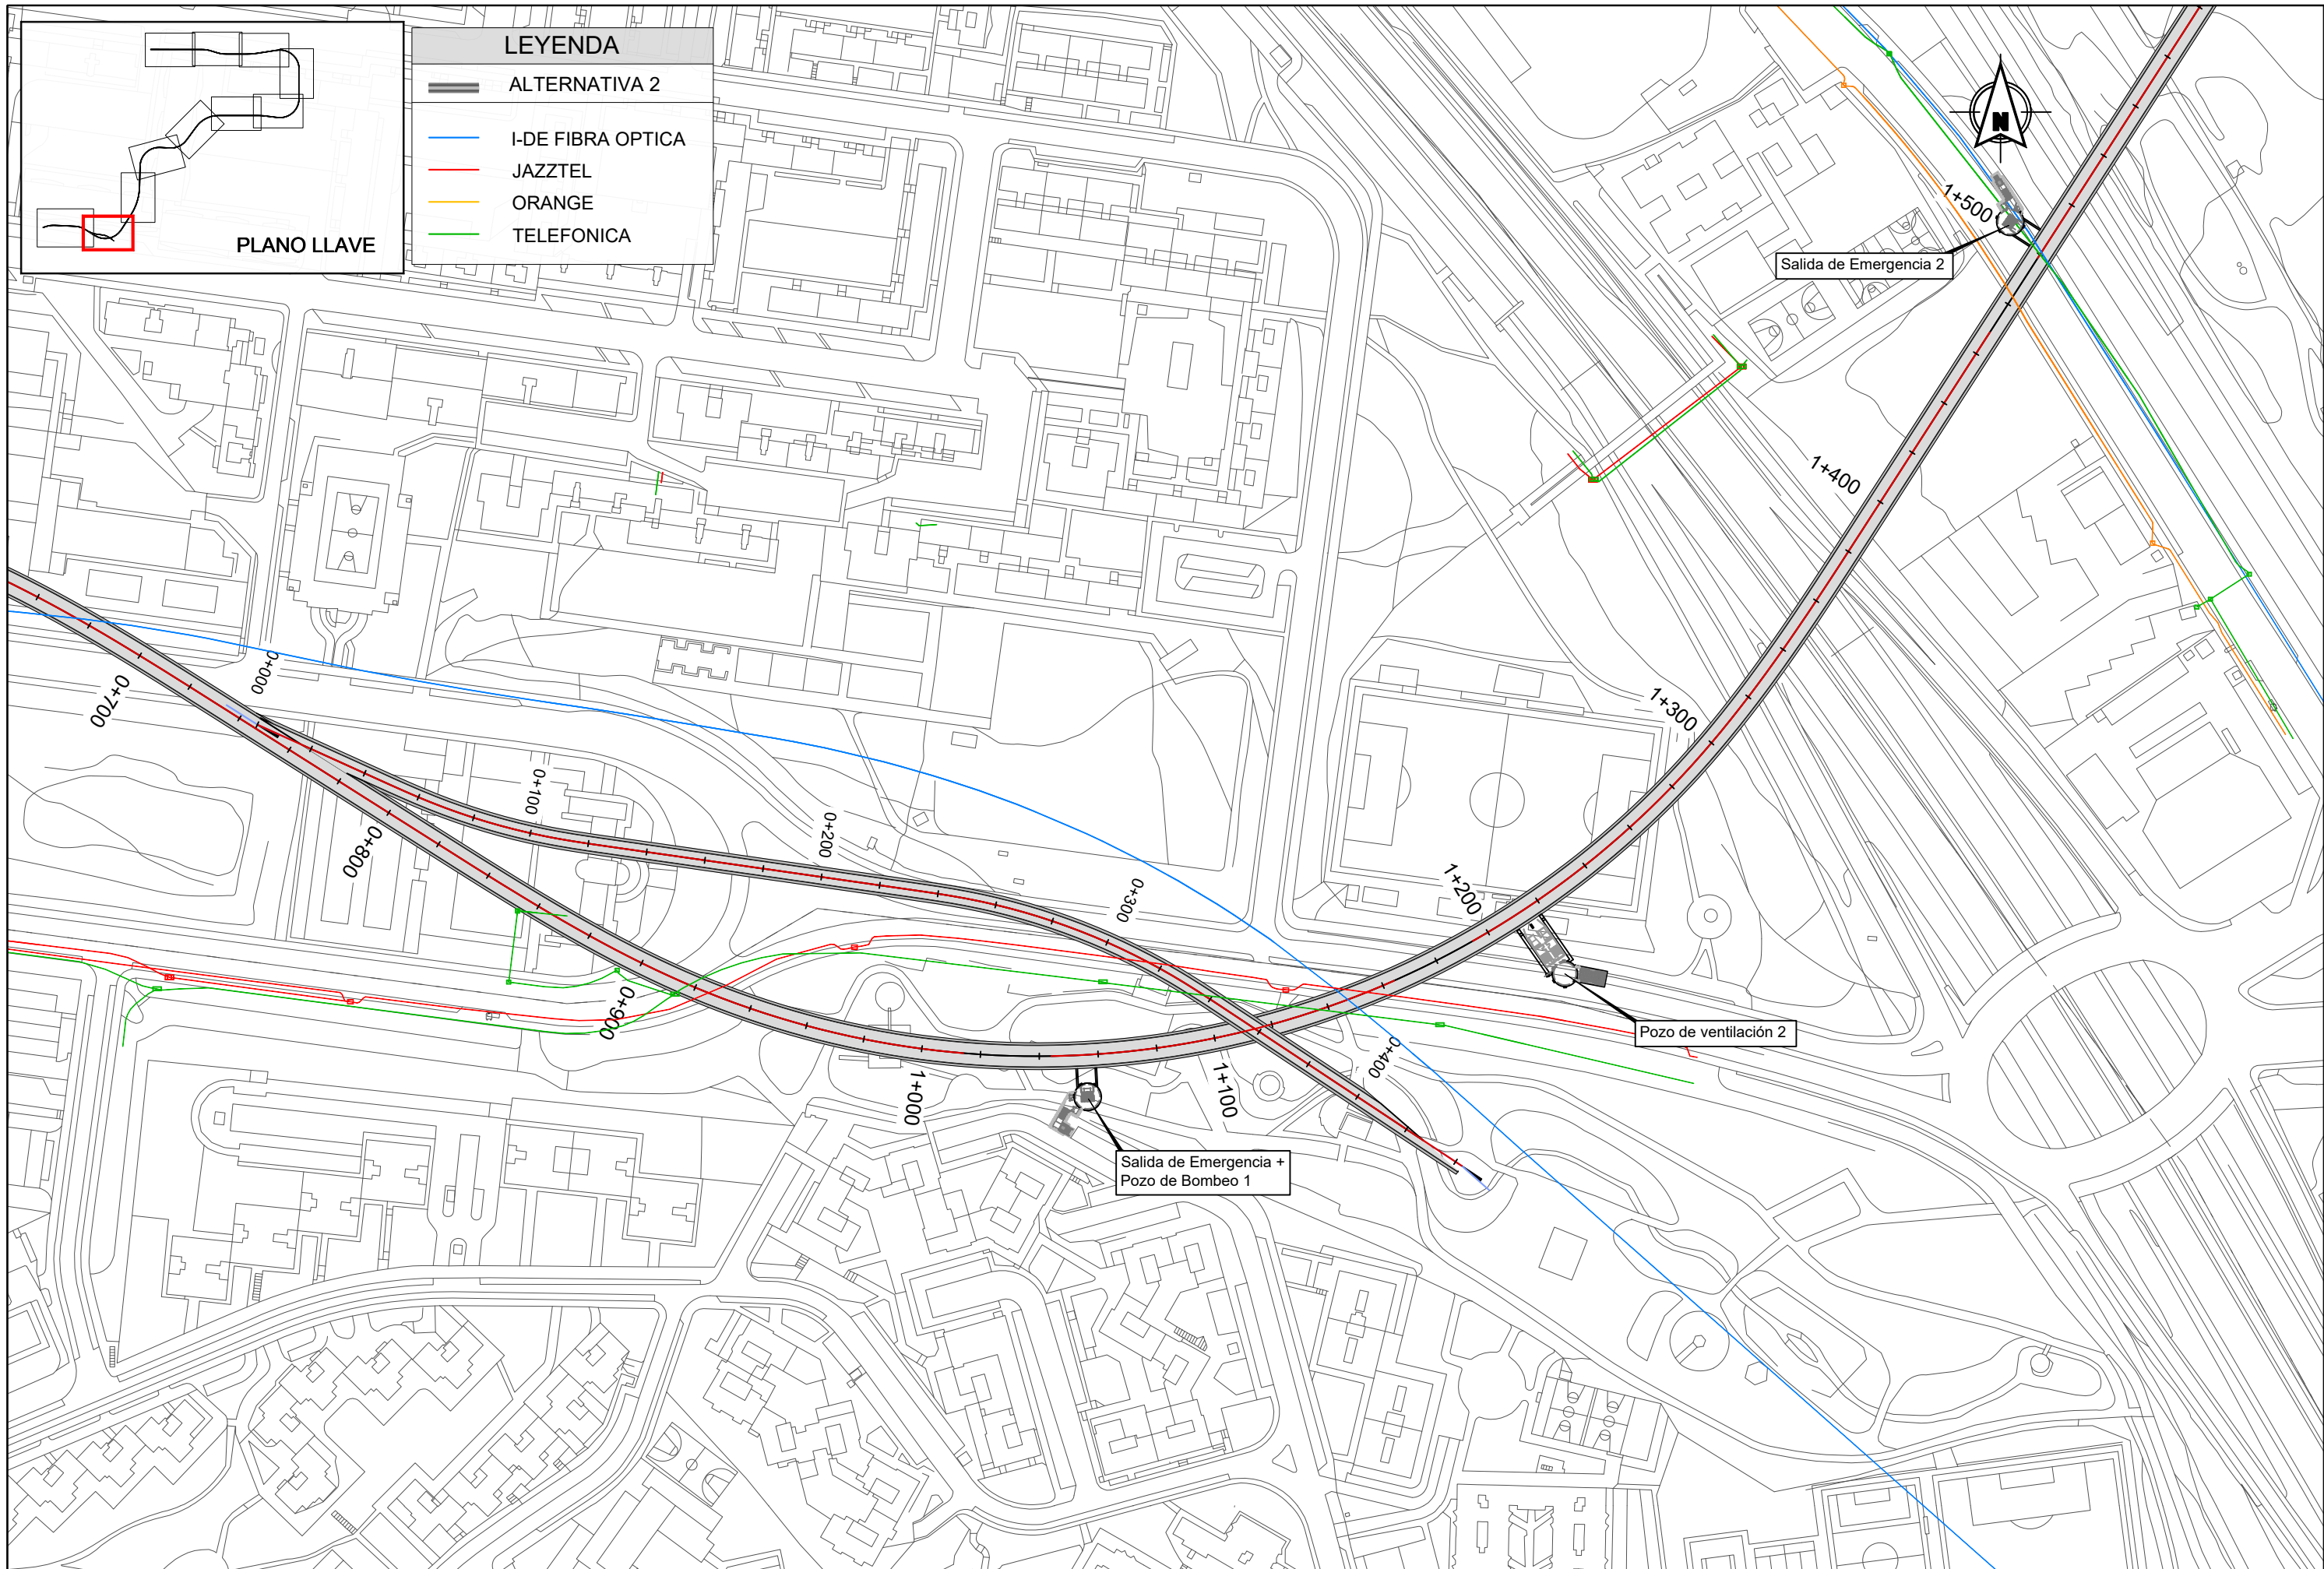 PLANO LLAVE
LEYENDA
ALTERNATIVA 2
I-DE FIBRA OPTICA
JAZZTEL
ORANGE
TELEFONICA
N
1+500
Salida de Emergencia 2
1+400
1+300
1+200
Pozo de ventilación 2
0+700
0+000
0+100
0+800
0+200
0+300
0+900
0+400
1+000
1+100
Salida de Emergencia +
Pozo de Bombeo 1